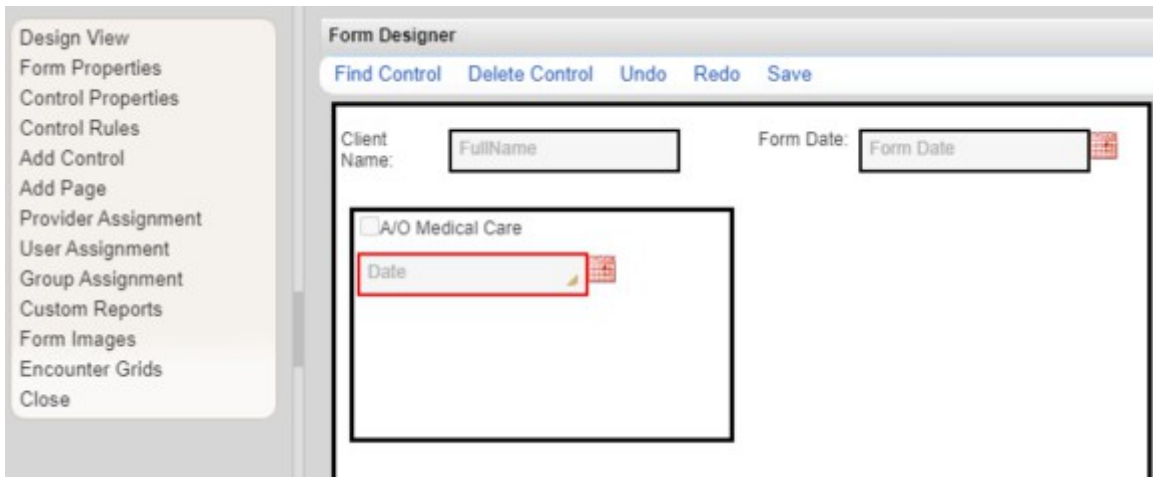 Design View
Form Properties
Control Properties
Control Rules
Add Control
Add Page
Provider Assignment
User Assignment
Group Assignment
Custom Reports
Form Images
Encounter Grids
Close
Form Designer
Find Control Delete Control Undo Redo Save
Client
Name:
FullName
Form Date:
Form Date
A/O Medical Care
Date